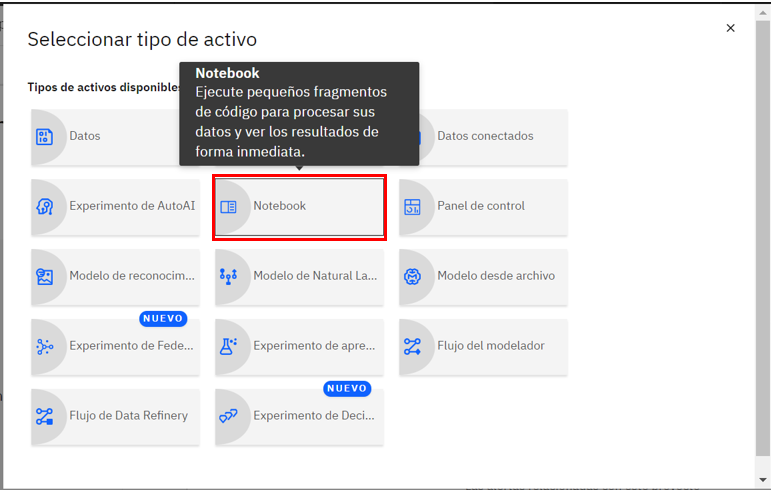 Seleccionar tipo de activo
Tipos de activos disponibles
Notebook
Ejecute pequeños fragmentos
de código para procesar sus
datos y ver los resultados de
forma inmediata.
Datos
Datos conectados
Experimento de AutoAI
Notebook
Panel de control
Modelo de reconocim...
Modelo de Natural La...
Modelo desde archivo
NUEVO
Experimento de Fede...
Experimento de apre...
Flujo del modelador
NUEVO
Flujo de Data Refinery
Experimento de Deci...